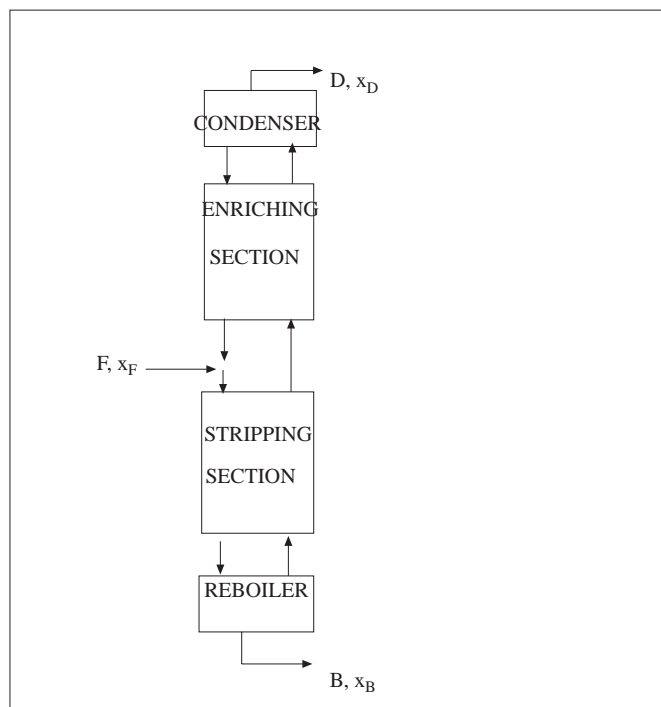 D, x_D
CONDENSER
ENRICHING
SECTION
F, x_F
STRIPPING
SECTION
REBOILER
B, x_B